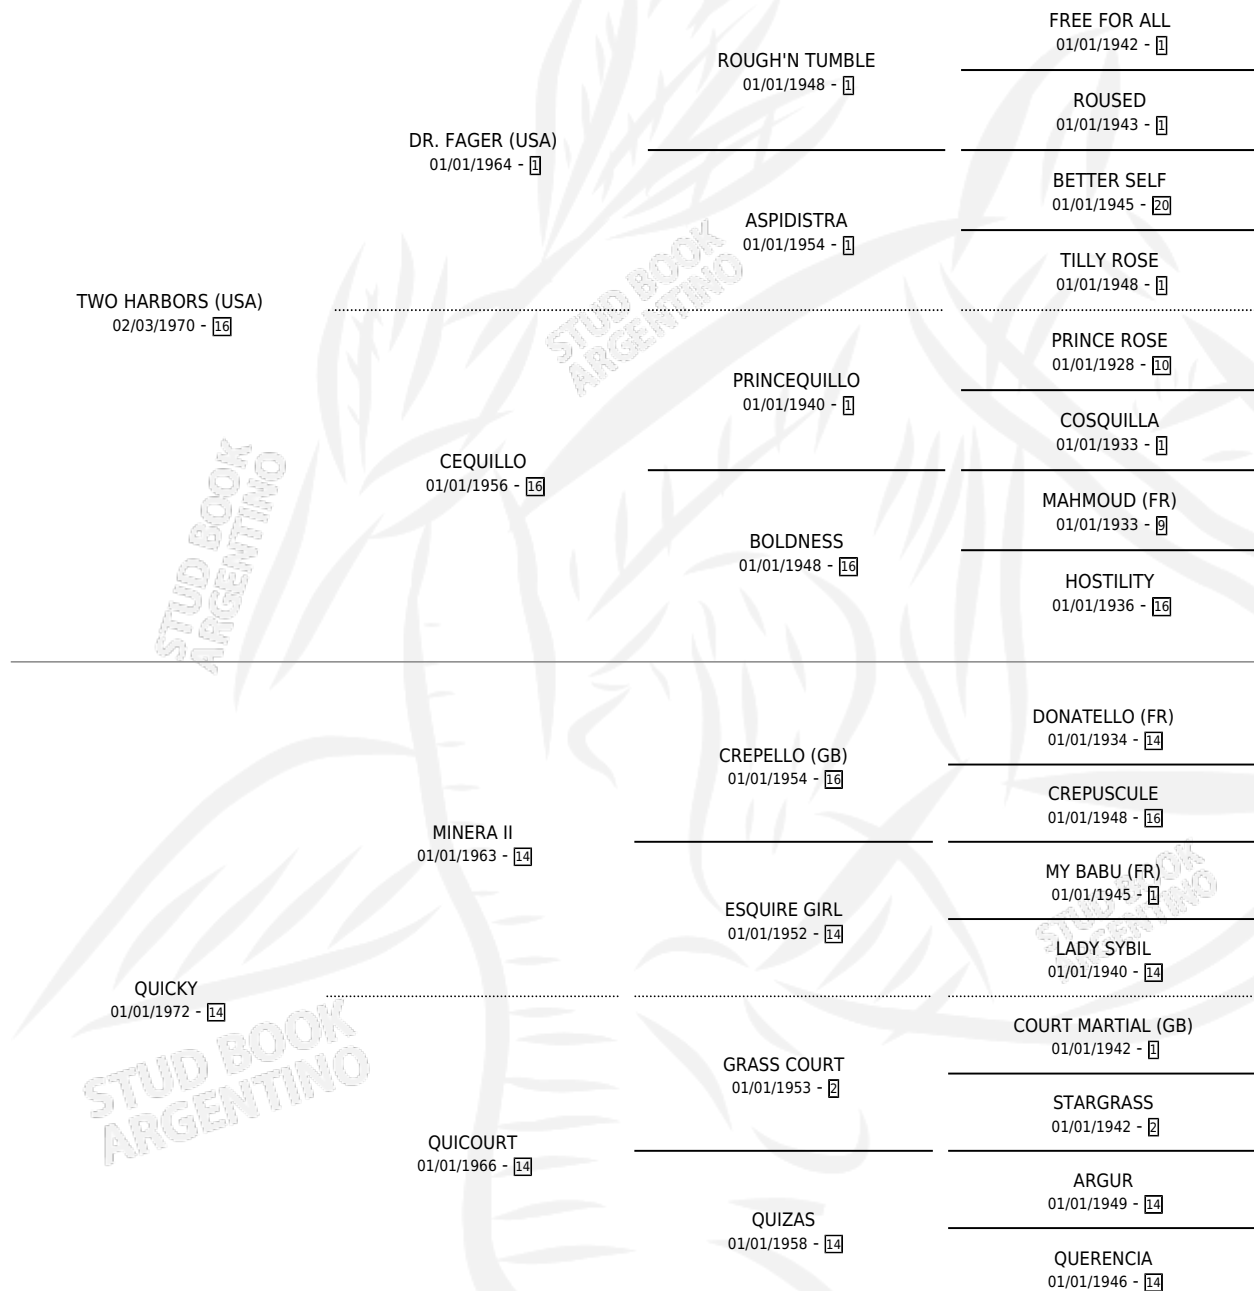 FREE FOR ALL
01/01/1942 - 1
ROUGH'N TUMBLE
01/01/1948 - 1
ROUSED
01/01/1943 - 1
DR. FAGER (USA)
01/01/1964 - 1
BETTER SELF
01/01/1945 - 20
ASPIDISTRA
01/01/1954 - 1
TILLY ROSE
01/01/1948 - 1
TWO HARBORS (USA)
02/03/1970 - 16
PRINCE ROSE
01/01/1928 - 10
PRINCEQUILLO
01/01/1940 - 1
COSQUILLA
01/01/1933 - 1
CEQUILLO
01/01/1956 - 16
MAHMOUD (FR)
01/01/1933 - 9
BOLDNESS
01/01/1948 - 16
HOSTILITY
01/01/1936 - 16
DONATELLO (FR)
01/01/1934 - 14
CREPELLO (GB)
01/01/1954 - 16
CREPUSCULE
01/01/1948 - 16
MINERA II
01/01/1963 - 14
MY BABU (FR)
01/01/1945 - 1
ESQUIRE GIRL
01/01/1952 - 14
LADY SYBIL
01/01/1940 - 14
QUICKY
01/01/1972 - 14
COURT MARTIAL (GB)
01/01/1942 - 1
GRASS COURT
01/01/1953 - 2
STARGRASS
01/01/1942 - 2
QUICOURT
01/01/1966 - 14
ARGUR
01/01/1949 - 14
QUIZAS
01/01/1958 - 14
QUERENCIA
01/01/1946 - 14
STUD BOOK
ARGENTINO
STUD BOOK
ARGENTINO
STUD BOOK
ARGENTINO
STUD BOOK
ARGENTINO